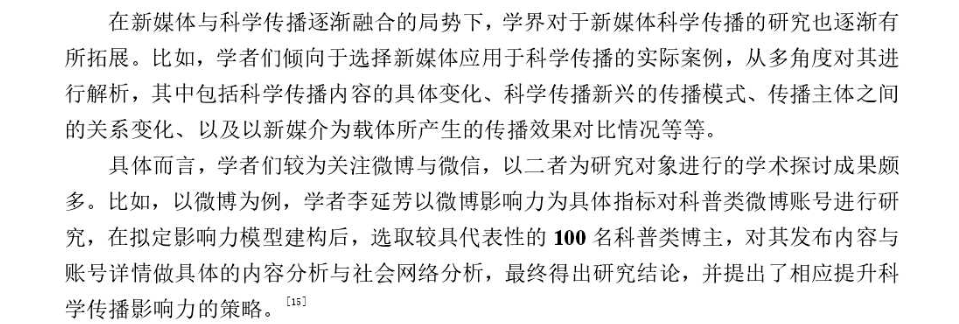 在新媒体与科学传播逐渐融合的局势下，学界对于新媒体科学传播的研究也逐渐有
所拓展。比如，学者们倾向于选择新媒体应用于科学传播的实际案例，从多角度对其进
行解析，其中包括科学传播内容的具体变化、科学传播新兴的传播模式、传播主体之间
的关系变化、以及以新媒介为载体所产生的传播效果对比情况等等。
具体而言，学者们较为关注微博与微信，以二者为研究对象进行的学术探讨成果颇
多。比如，以微博为例，学者李延芳以微博影响力为具体指标对科普类微博账号进行研
究，在拟定影响力模型建构后，选取较具代表性的 100 名科普类博主，对其发布内容与
账号详情做具体的内容分析与社会网络分析，最终得出研究结论，并提出了相应提升科
学传播影响力的策略。[15]